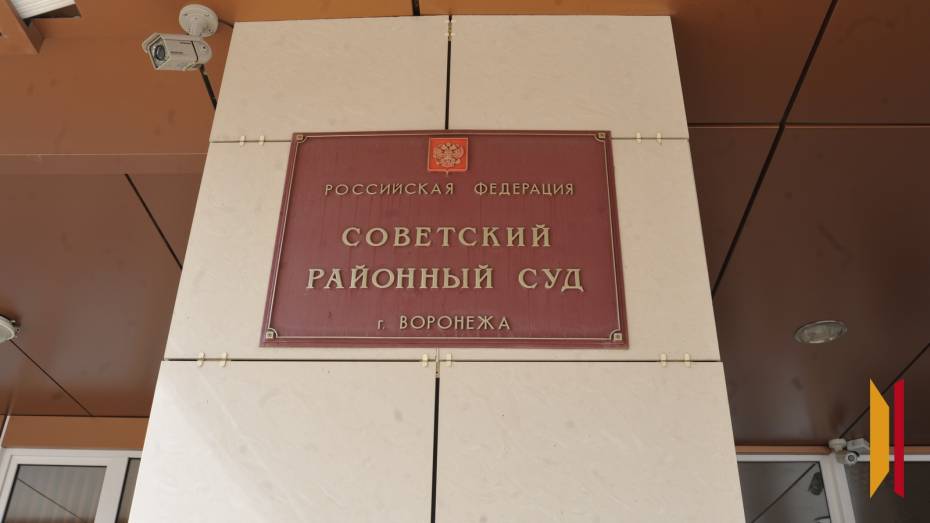 РОССИЙСКАЯ ФЕДЕРАЦИЯ
СОВЕТСКИЙ
РАЙОННЫЙ СУД
г. ВОРОНЕЖА